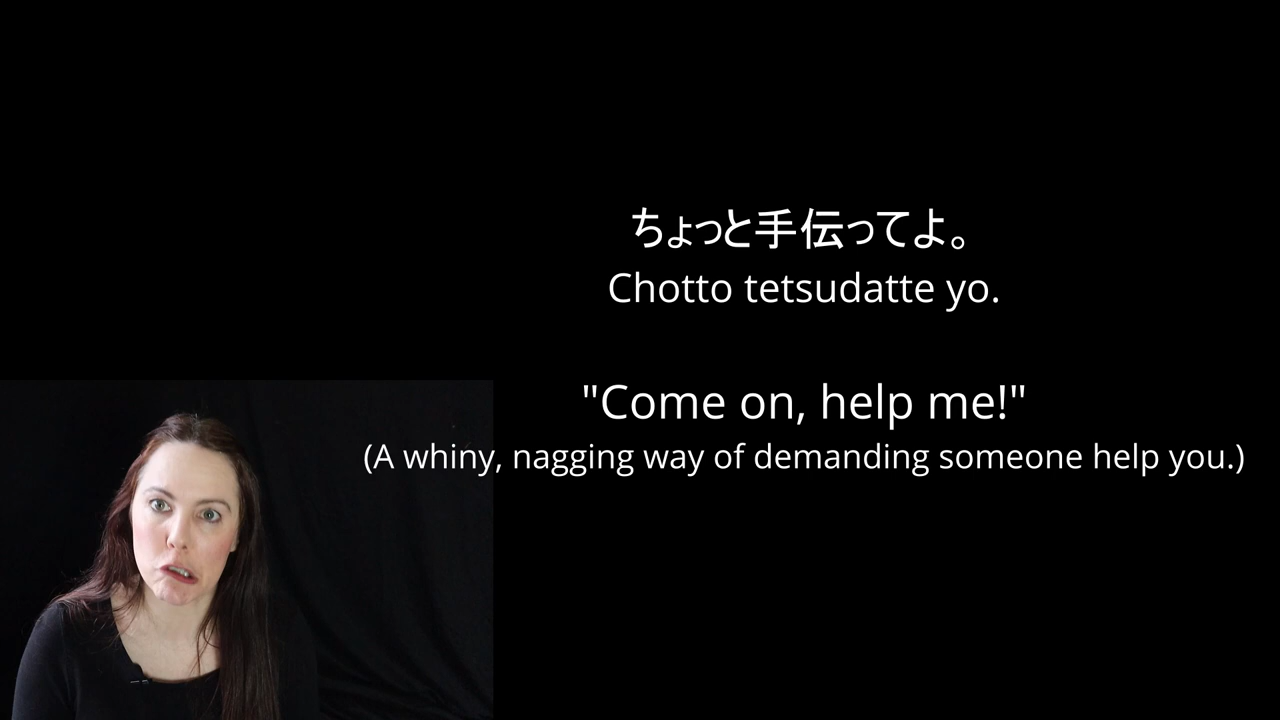 ちょっと手伝ってよ。
Chotto tetsudatte yo.
"Come on, help me!"
(A whiny, nagging way of demanding someone help you.)